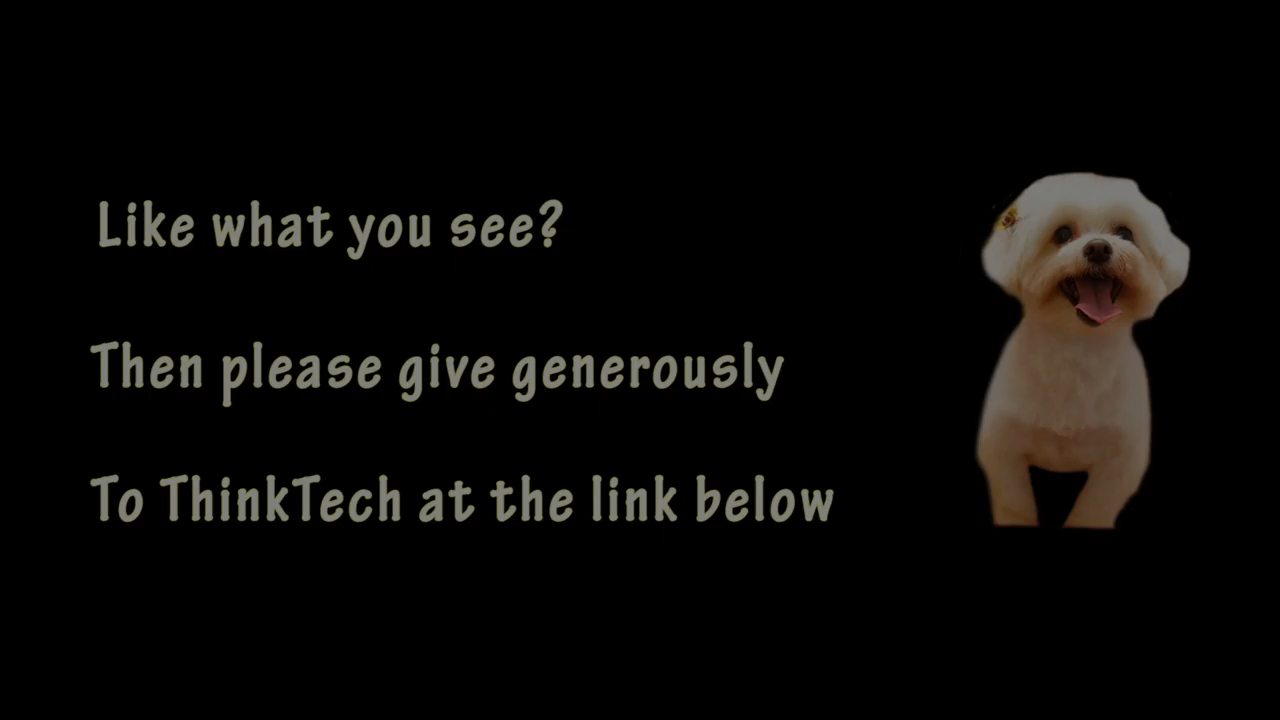 Like what you see?
Then please give generously
To ThinkTech at the link below